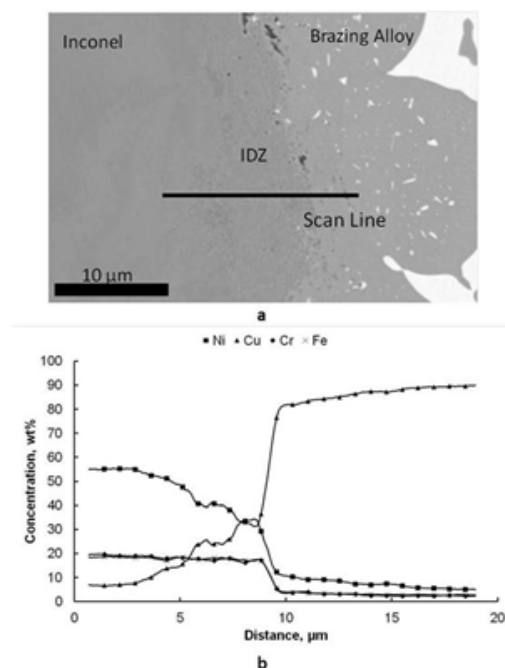 Inconel
Brazing Alloy
IDZ
Scan Line
10 µm
a
Ni Cu Cr Fe
100
90
80
70
60
50
40
30
20
10
0
Concentration, wt%
0 5 10 15 20
Distance, µm
b